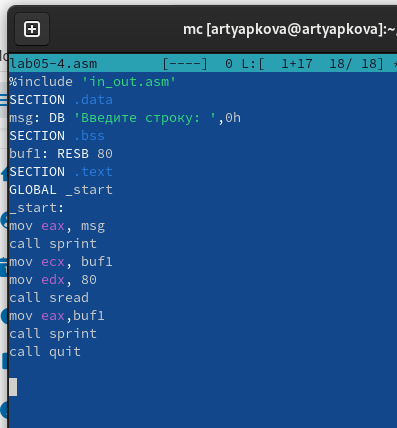 mc [artyapkova@artyapkova]:~
lab05-4.asm [----] 0 L:[ 1+17 18/ 18] *
%include 'in_out.asm'
SECTION .data
msg: DB 'Введите строку: ',0h
SECTION .bss
buf1: RESB 80
SECTION .text
GLOBAL _start
_start:
mov eax, msg
call sprint
mov ecx, buf1
mov edx, 80
call sread
mov eax,buf1
call sprint
call quit